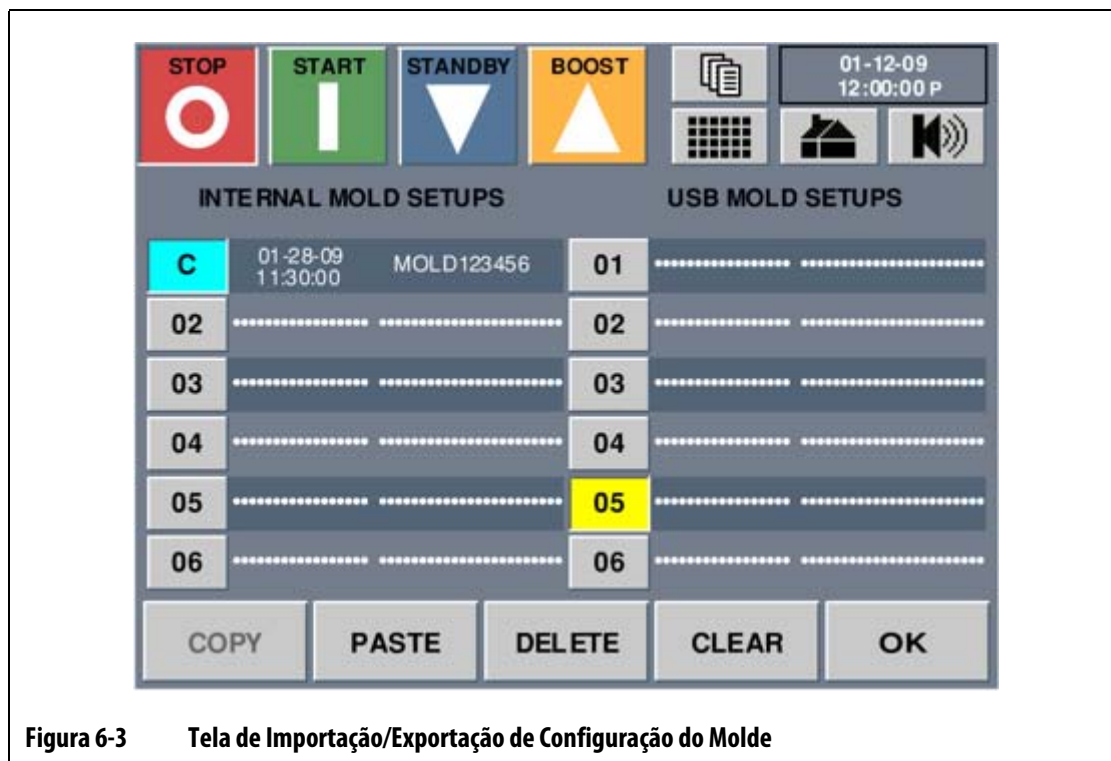 STOP START STANDBY BOOST 01-12-09
12:00:00 P
INTERNAL MOLD SETUPS USB MOLD SETUPS
C 01-28-09 11:30:00 MOLD123456 01
02 02
03 03
04 04
05 05
06 06
COPY PASTE DELETE CLEAR OK
Figura 6-3 Tela de Importação/Exportação de Configuração do Molde